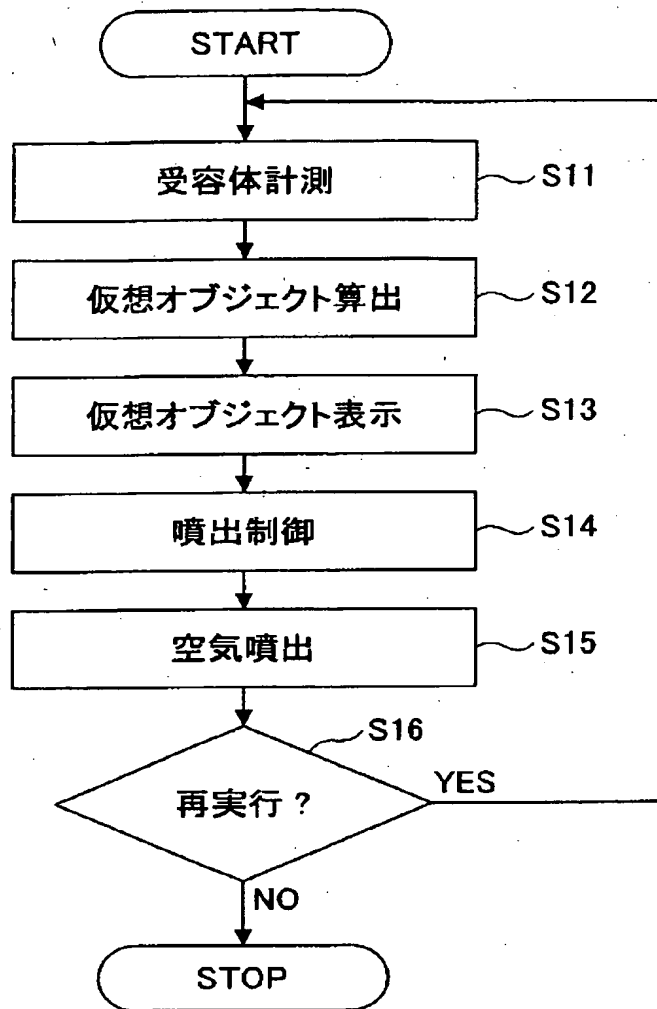 START
受容体計測
S11
仮想オブジェクト算出
S12
仮想オブジェクト表示
S13
噴出制御
S14
空気噴出
S15
S16
再実行?
YES
NO
STOP